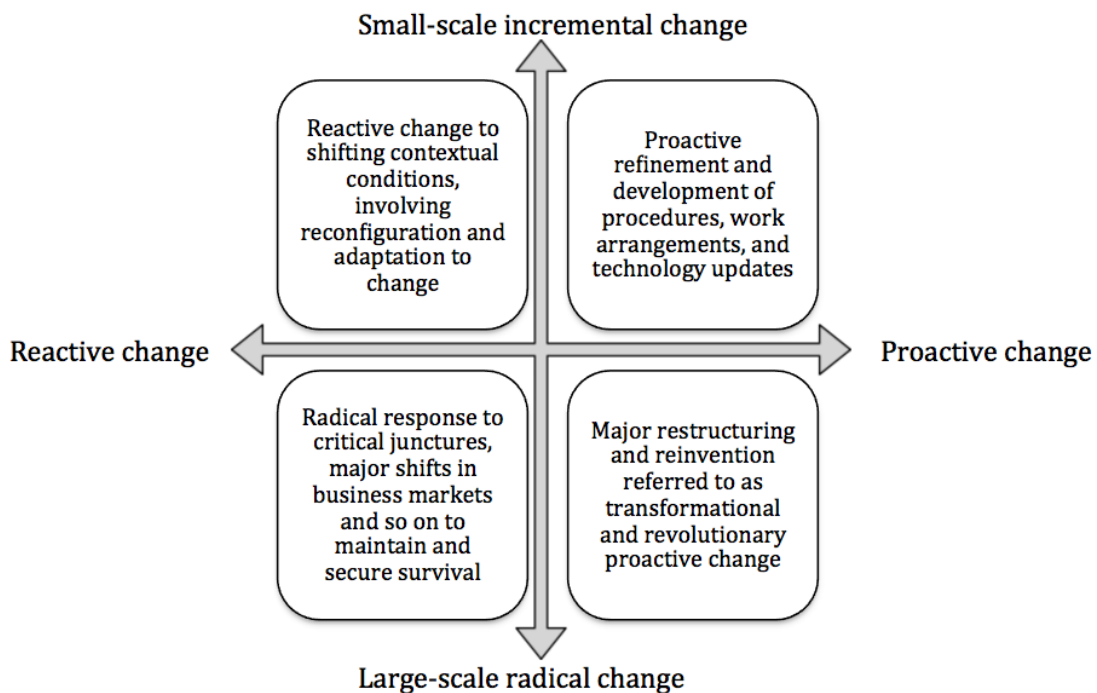 Small-scale incremental change
Reactive change to
shifting contextual
conditions,
involving
reconfiguration and
adaptation to
change
Proactive
refinement and
development of
procedures, work
arrangements, and
technology updates
Reactive change
Proactive change
Radical response to
critical junctures,
major shifts in
business markets
and so on to
maintain and
secure survival
Major restructuring
and reinvention
referred to as
transformational
and revolutionary
proactive change
Large-scale radical change